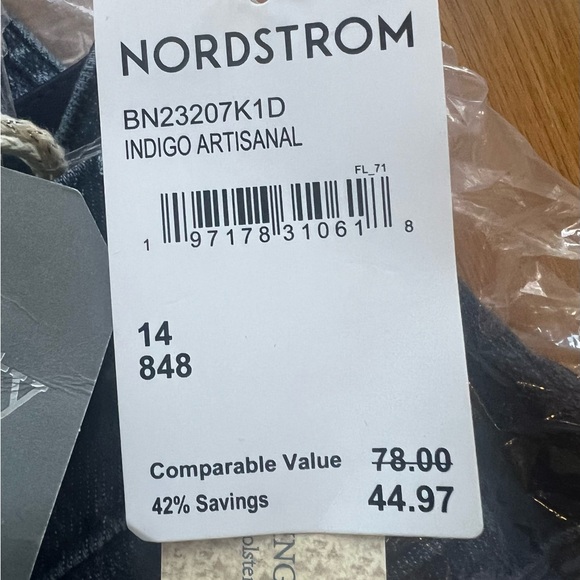 NORDSTROM
BN23207K1D
INDIGO ARTISANAL
FL_71
1 97178 31061 8
14
848
Comparable Value 78.00
42% Savings 44.97